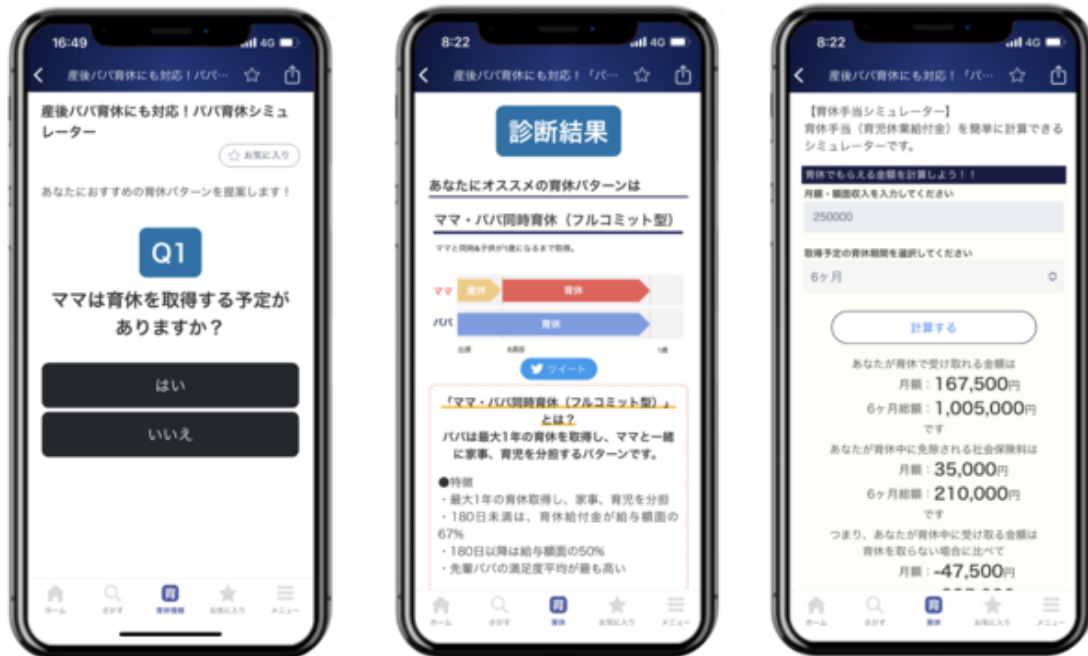 16:49
4G
産後パパ育休にも対応！パパ…
産後パパ育休にも対応！パパ育休シミュ
レーター
☆ お気に入り
あなたにおすすめの育休パターンを提案します！
Q1
ママは育休を取得する予定が
ありますか？
はい
いいえ
ホーム
さがす
育休情報
お気に入り
メニュー
8:22
4G
産後パパ育休にも対応！「パ…
診断結果
あなたにオススメの育休パターンは
ママ・パパ同時育休（フルコミット型）
ママと同時&子供が1歳になるまで取得。
ママ 産休 育休
パパ 育休
出産 8週目 1歳
ツイート
「ママ・パパ同時育休（フルコミット型）」
とは？
パパは最大1年の育休を取得し、ママと一緒
に家事、育児を分担するパターンです。
●特徴
・最大1年の育休取得し、家事、育児を分担
・180日未満は、育休給付金が給与額面の
67%
・180日以降は給与額面の50%
・先輩パパの満足度平均が最も高い
ホーム
さがす
育休
お気に入り
メニュー
8:22
4G
産後パパ育休にも対応！「パ…
【育休手当シミュレーター】
育休手当（育児休業給付金）を簡単に計算できる
シミュレーターです。
育休でもらえる金額を計算しよう！！
月額・額面収入を入力してください
250000
取得予定の育休期間を選択してください
6ヶ月
計算する
あなたが育休で受け取れる金額は
月額：167,500円
6ヶ月総額：1,005,000円
です
あなたが育休中に免除される社会保険料は
月額：35,000円
6ヶ月総額：210,000円
です
つまり、あなたが育休中に受け取る金額は
育休を取らない場合に比べて
月額：-47,500円
ホーム
さがす
育休
お気に入り
メニュー